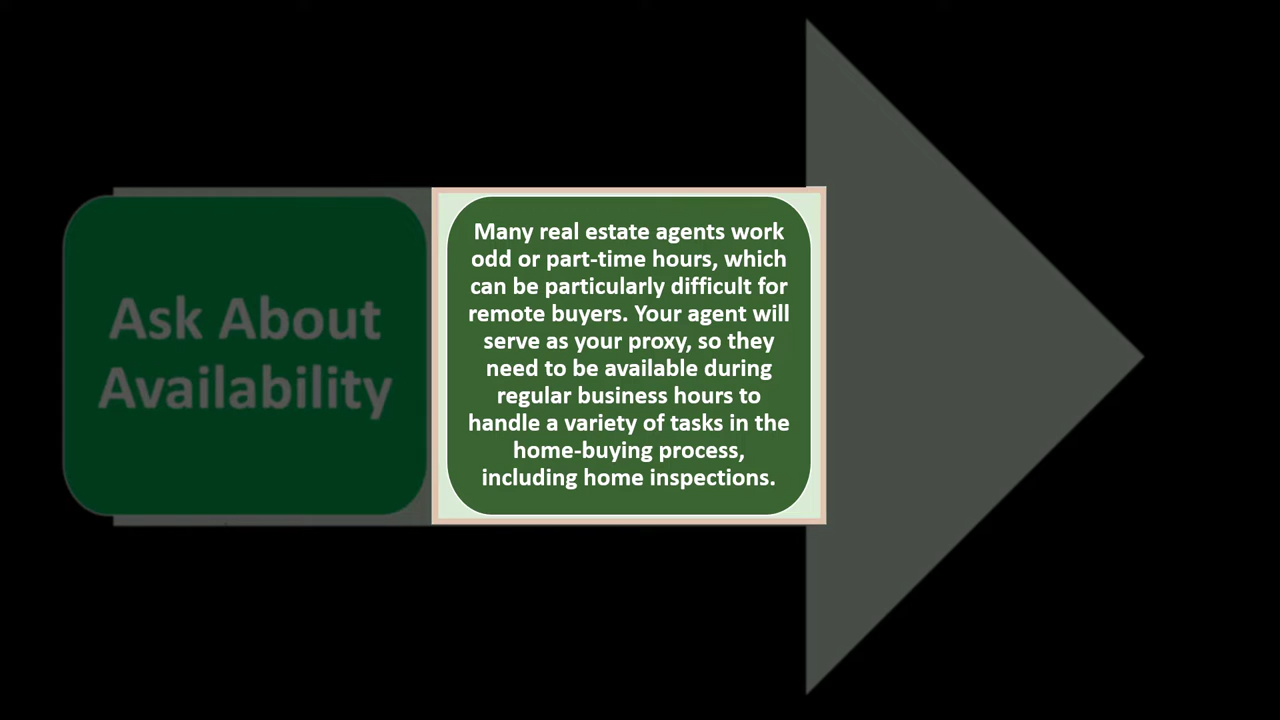 Ask About
Availability
Many real estate agents work
odd or part-time hours, which
can be particularly difficult for
remote buyers. Your agent will
serve as your proxy, so they
need to be available during
regular business hours to
handle a variety of tasks in the
home-buying process,
including home inspections.